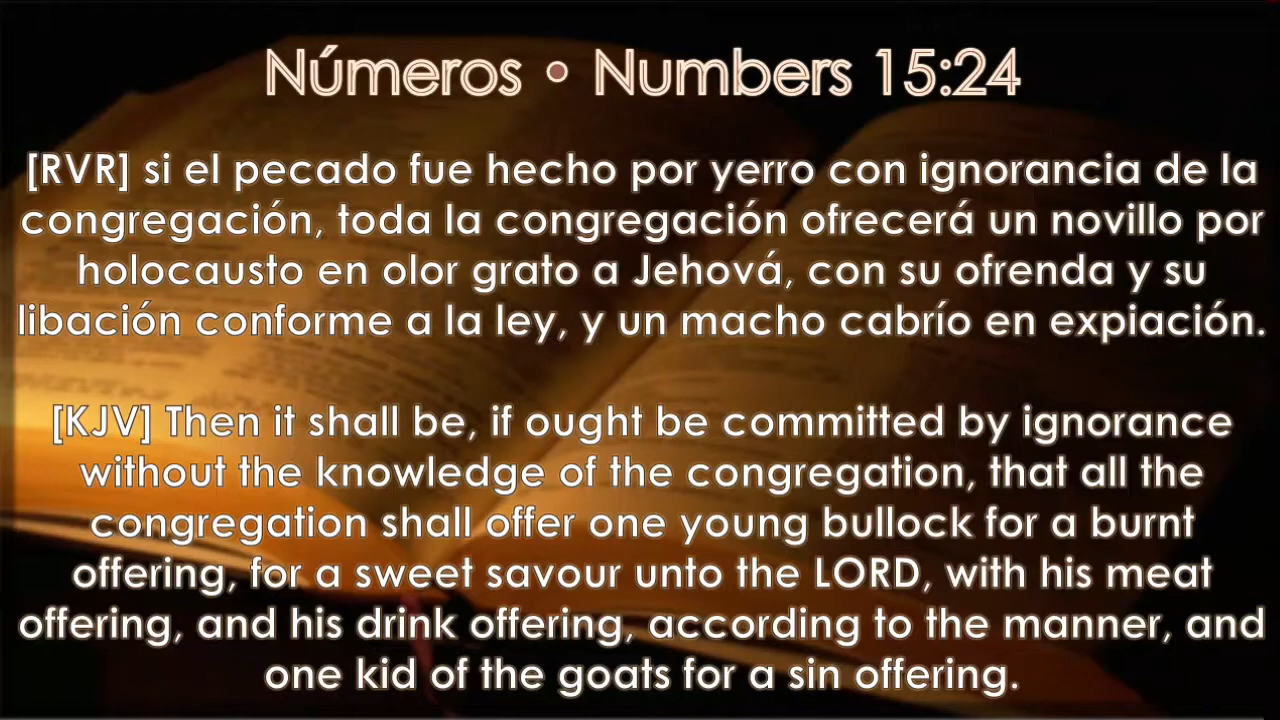 Números • Numbers 15:24
[RVR] si el pecado fue hecho por yerro con ignorancia de la
congregación, toda la congregación ofrecerá un novillo por
holocausto en olor grato a Jehová, con su ofrenda y su
libación conforme a la ley, y un macho cabrío en expiación.
[KJV] Then it shall be, if ought be committed by ignorance
without the knowledge of the congregation, that all the
congregation shall offer one young bullock for a burnt
offering, for a sweet savour unto the LORD, with his meat
offering, and his drink offering, according to the manner, and
one kid of the goats for a sin offering.